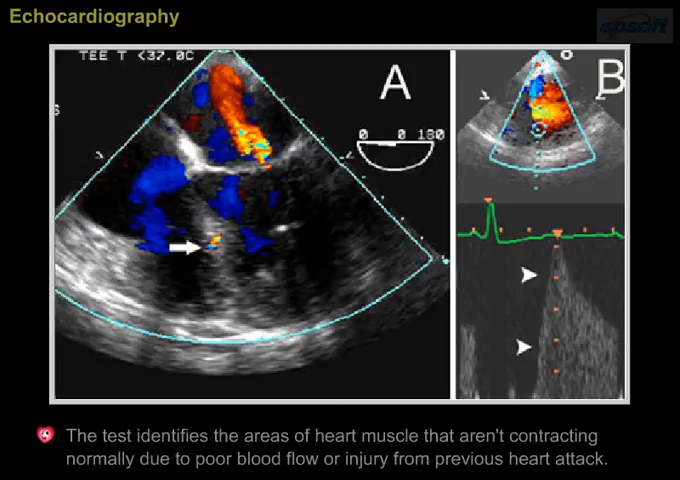 Echocardiography
spsoft
TEE T <37.0C
A
B
0 0 180
S
The test identifies the areas of heart muscle that aren't contracting
normally due to poor blood flow or injury from previous heart attack.